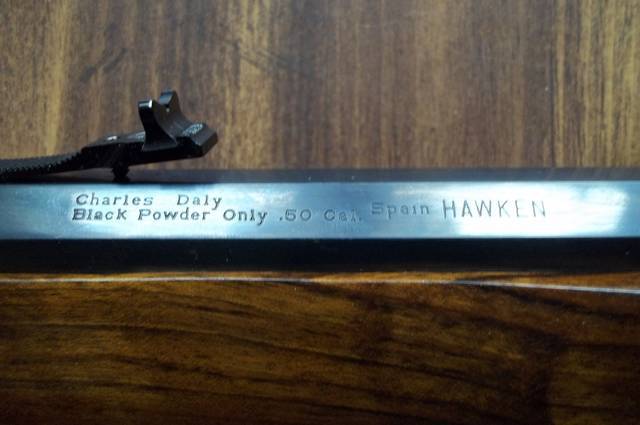 Charles Daly
Black Powder Only .50 Cal. Spain HAWKEN